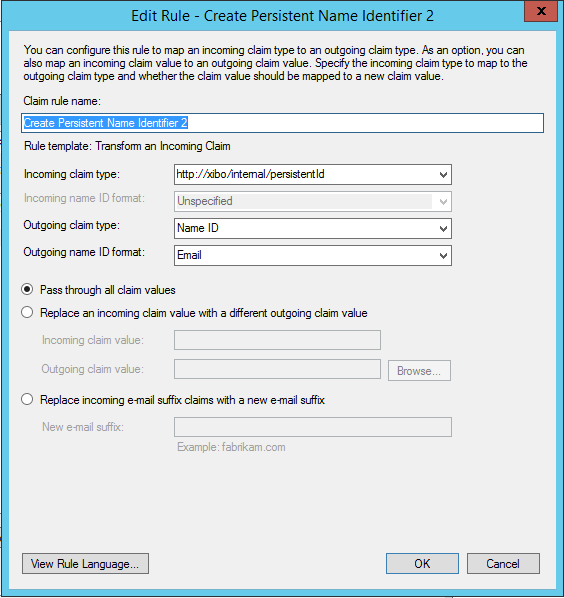 Edit Rule - Create Persistent Name Identifier 2
x
You can configure this rule to map an incoming claim type to an outgoing claim type. As an option, you can
also map an incoming claim value to an outgoing claim value. Specify the incoming claim type to map to the
outgoing claim type and whether the claim value should be mapped to a new claim value.
Claim rule name:
Create Persistent Name Identifier 2
Rule template: Transform an Incoming Claim
Incoming claim type: http://xibo/internal/persistentId
Incoming name ID format: Unspecified
Outgoing claim type: Name ID
Outgoing name ID format: Email
Pass through all claim values
Replace an incoming claim value with a different outgoing claim value
Incoming claim value:
Outgoing claim value: Browse...
Replace incoming e-mail suffix claims with a new e-mail suffix
New e-mail suffix:
Example: fabrikam.com
View Rule Language... OK Cancel